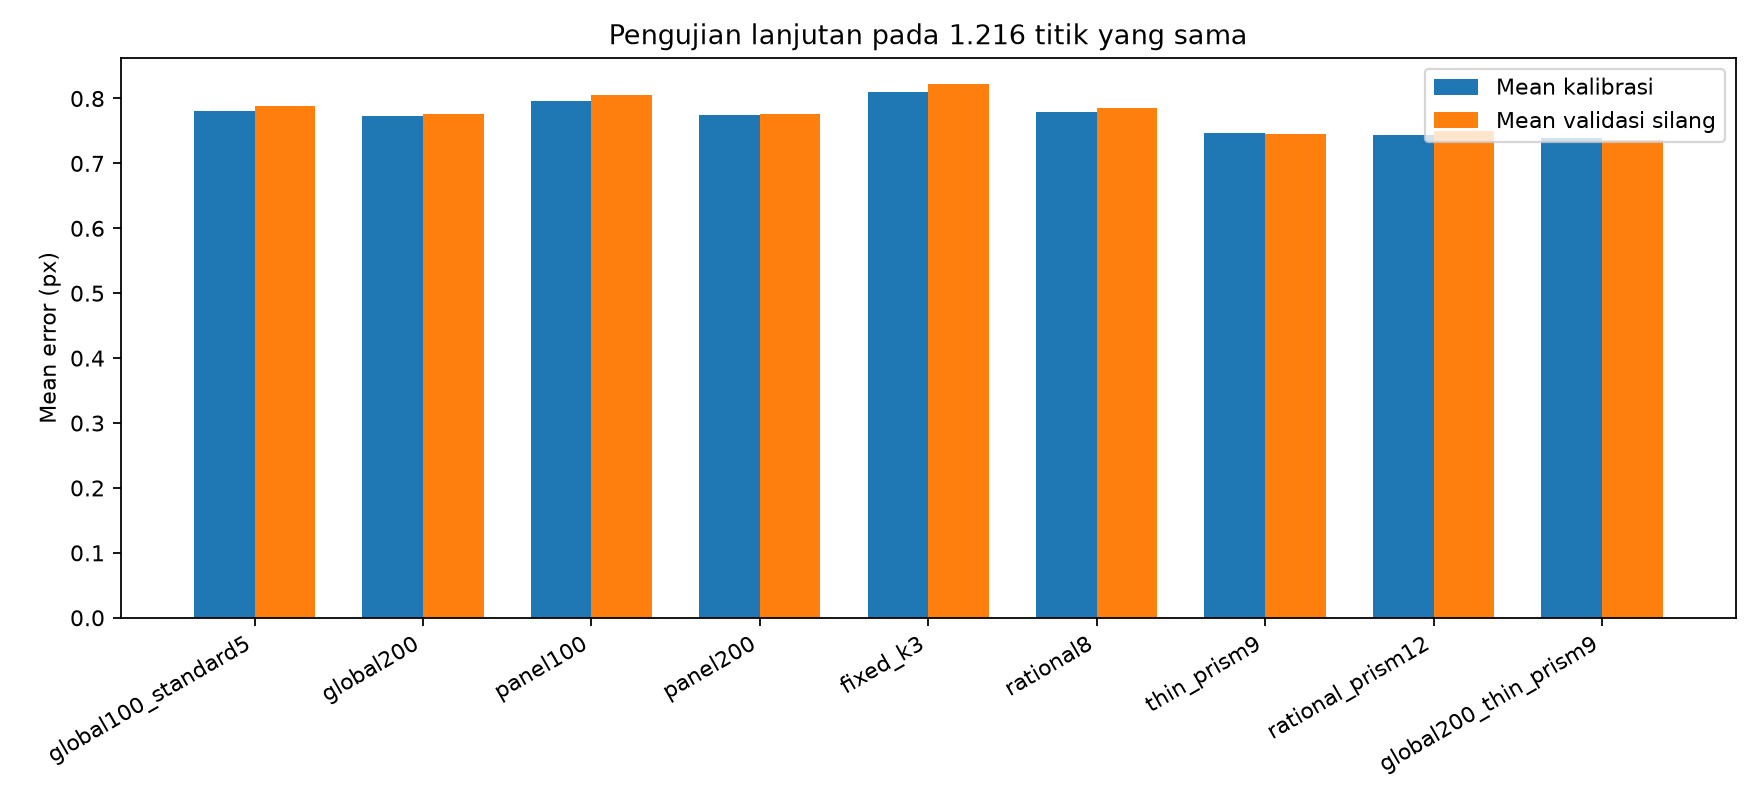 Pengujian lanjutan pada 1.216 titik yang sama
Mean kalibrasi
Mean validasi silang
Mean error (px)
0.8
0.7
0.6
0.5
0.4
0.3
0.2
0.1
0.0
global100_standard5
global200
panel100
panel200
fixed_k3
rational8
thin_prism9
rational_prism12
global200_thin_prism9